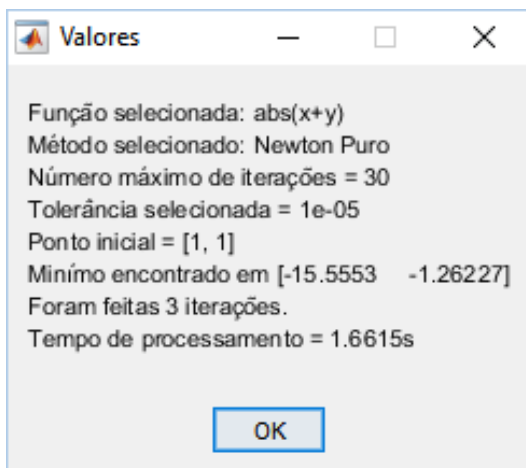 Valores
Função selecionada: abs(x+y)
Método selecionado: Newton Puro
Número máximo de iterações = 30
Tolerância selecionada = 1e-05
Ponto inicial = [1, 1]
Minímo encontrado em [-15.5553 -1.26227]
Foram feitas 3 iterações.
Tempo de processamento = 1.6615s
OK